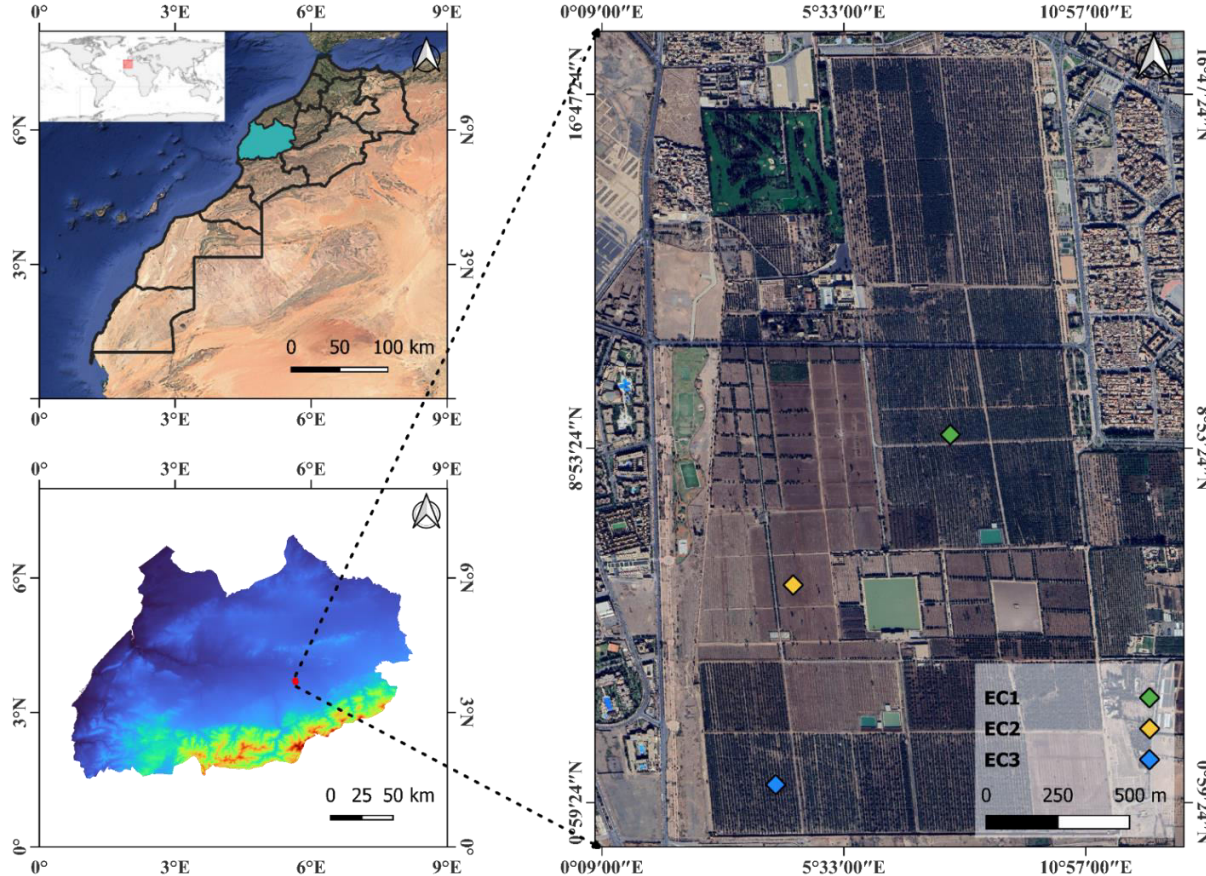 0° 3°E 6°E 9°E
6°N 6°N
3°N 3°N
0 50 100 km
0° 3°E 6°E 9°E
0° 3°E 6°E 9°E
6°N 6°N
3°N 3°N
0 25 50 km
0° 0°
0° 3°E 6°E 9°E
0°09′00″E 5°33′00″E 10°57′00″E
16°47′24″N 16°47′24″N
8°53′24″N 8°53′24″N
EC1
EC2
EC3
0 250 500 m
0°59′24″N 0°59′24″N
0°09′00″E 5°33′00″E 10°57′00″E